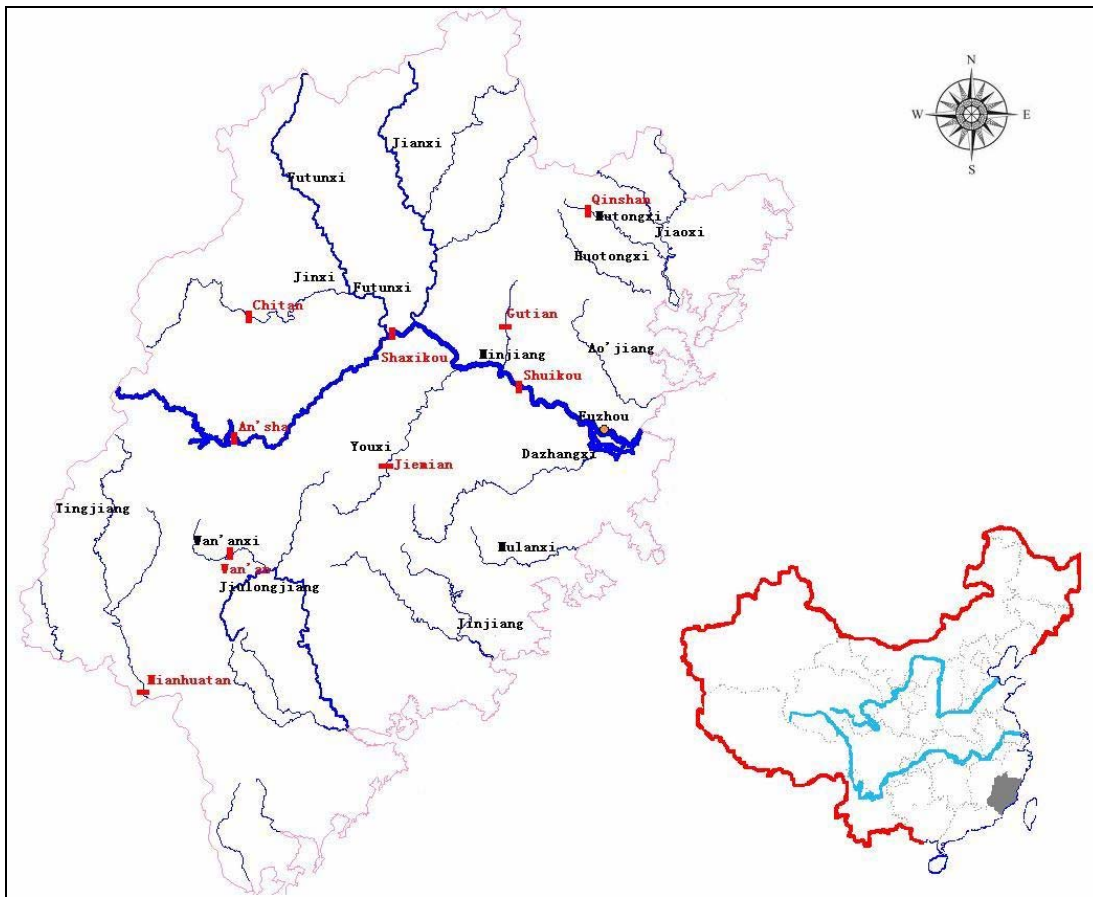 N
W
E
S
Jianxi
Futunxi
Qinshan
Mutongxi
Jiaoxi
Huotongxi
Jinxi
Futunxi
Chitan
Gutian
Ao'jiang
Minjiang
Shaxikou
Shuikou
Fuzhou
An'sha
Youxi
Dazhangxi
Jiemian
Tingjiang
Wan'anxi
Mulanxi
Wan'an
Jiulongjiang
Jinjiang
Mianhuatan